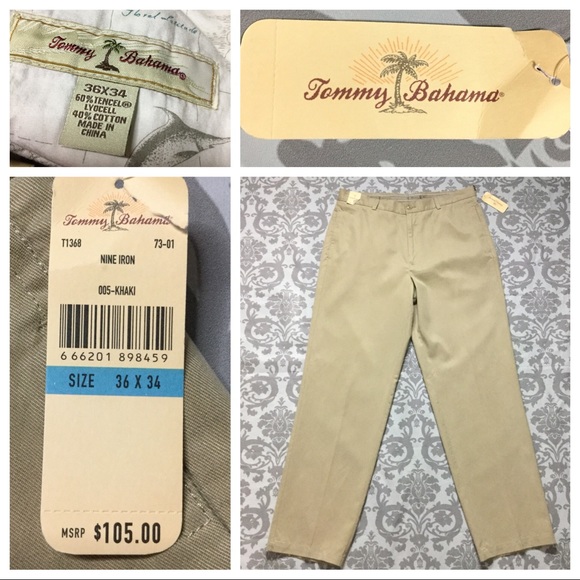 Tommy Bahama®
36X34
60% TENCEL®
LYOCELL
40% COTTON
MADE IN
CHINA
Tommy Bahama®
Tommy Bahama®
T1368 73-01
NINE IRON
005-KHAKI
6 66201 898459
SIZE 36 X 34
MSRP $105.00